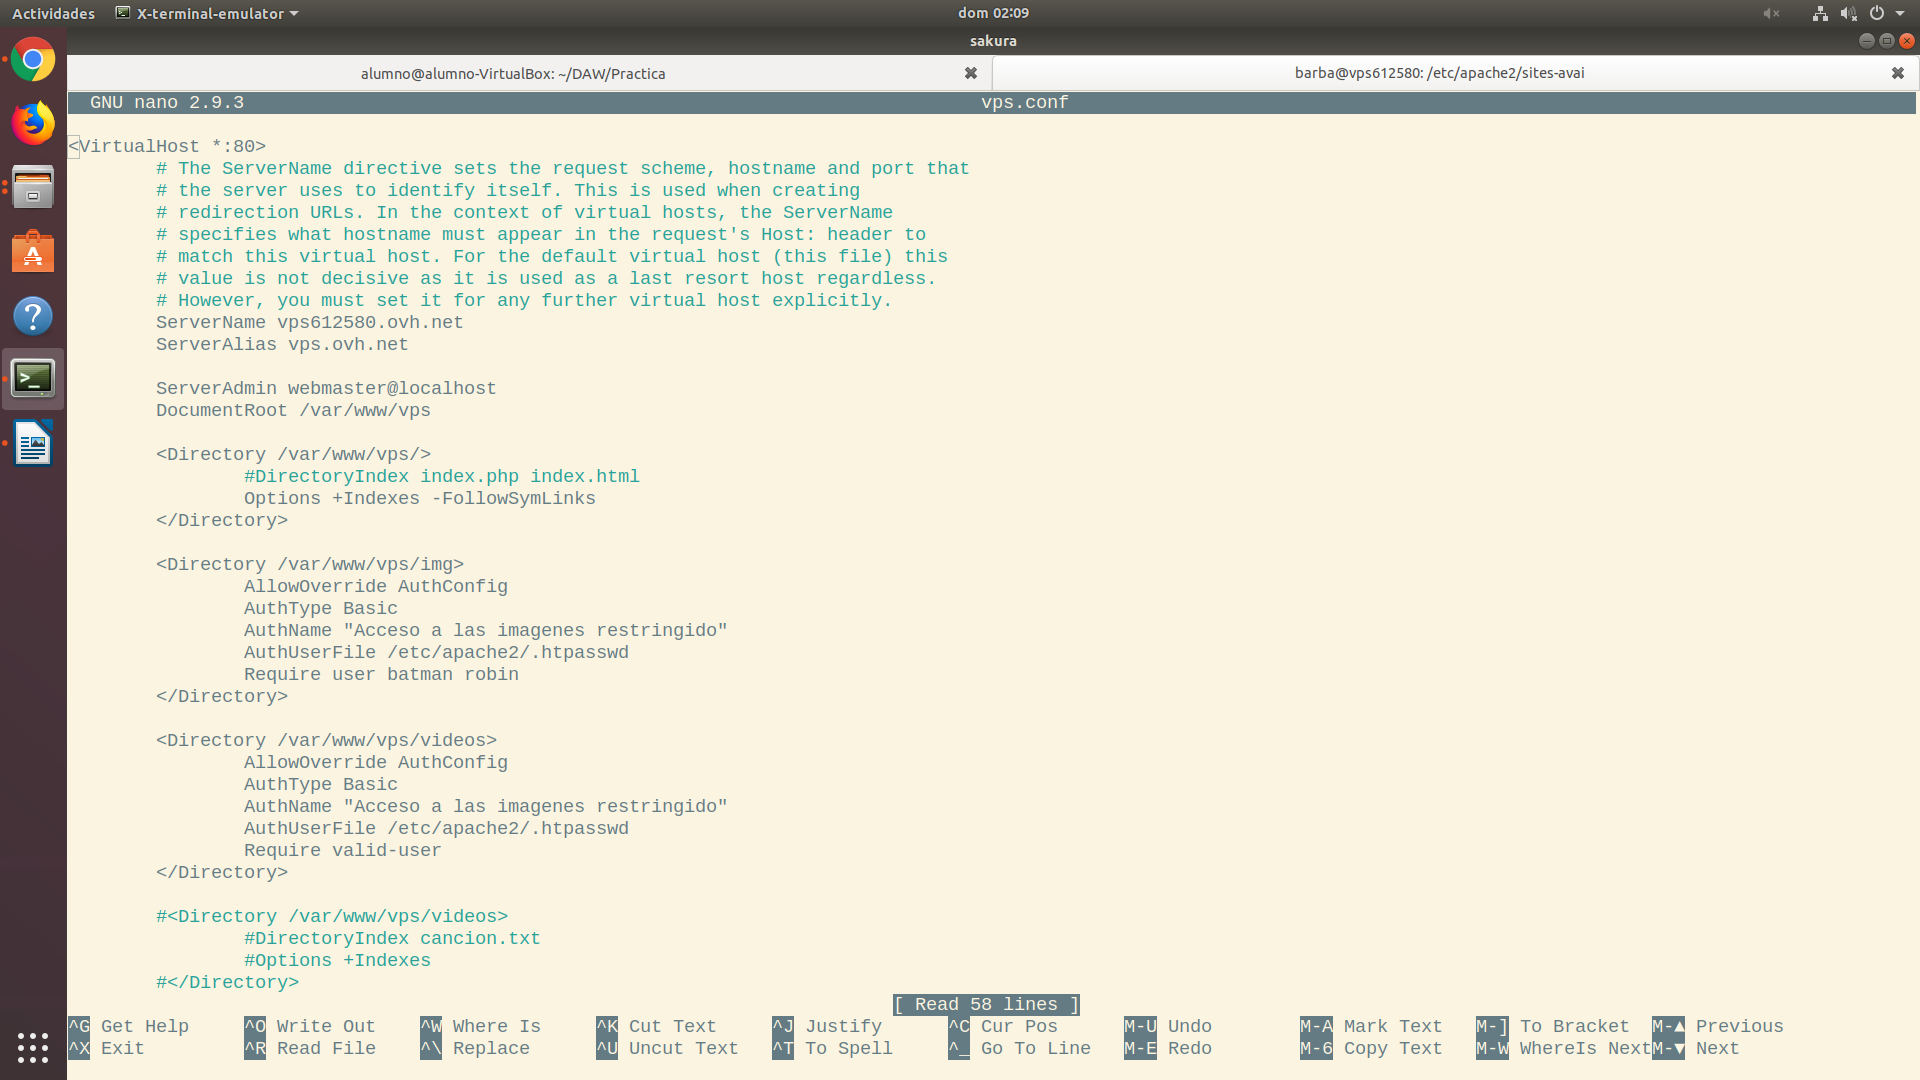 Actividades X-terminal-emulator dom 02:09
sakura
alumno@alumno-VirtualBox: ~/DAW/Practica barba@vps612580: /etc/apache2/sites-avai
GNU nano 2.9.3 vps.conf
<VirtualHost *:80>
# The ServerName directive sets the request scheme, hostname and port that
# the server uses to identify itself. This is used when creating
# redirection URLs. In the context of virtual hosts, the ServerName
# specifies what hostname must appear in the request's Host: header to
# match this virtual host. For the default virtual host (this file) this
# value is not decisive as it is used as a last resort host regardless.
# However, you must set it for any further virtual host explicitly.
ServerName vps612580.ovh.net
ServerAlias vps.ovh.net
ServerAdmin webmaster@localhost
DocumentRoot /var/www/vps
<Directory /var/www/vps/>
#DirectoryIndex index.php index.html
Options +Indexes -FollowSymLinks
</Directory>
<Directory /var/www/vps/img>
AllowOverride AuthConfig
AuthType Basic
AuthName "Acceso a las imagenes restringido"
AuthUserFile /etc/apache2/.htpasswd
Require user batman robin
</Directory>
<Directory /var/www/vps/videos>
AllowOverride AuthConfig
AuthType Basic
AuthName "Acceso a las imagenes restringido"
AuthUserFile /etc/apache2/.htpasswd
Require valid-user
</Directory>
#<Directory /var/www/vps/videos>
#DirectoryIndex cancion.txt
#Options +Indexes
#</Directory>
[ Read 58 lines ]
^G Get Help ^O Write Out ^W Where Is ^K Cut Text ^J Justify ^C Cur Pos M-U Undo M-A Mark Text M-] To Bracket M-▲ Previous
^X Exit ^R Read File ^\ Replace ^U Uncut Text ^T To Spell ^_ Go To Line M-E Redo M-6 Copy Text M-W WhereIs Next M-▼ Next